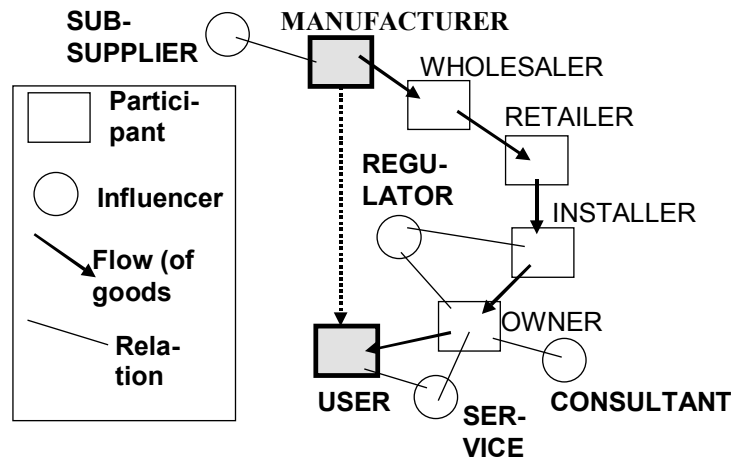 SUB-
SUPPLIER
MANUFACTURER
WHOLESALER
RETAILER
Partici-
pant
REGU-
LATOR
Influencer
INSTALLER
Flow (of
goods
OWNER
Rela-
tion
USER
SER-
VICE
CONSULTANT